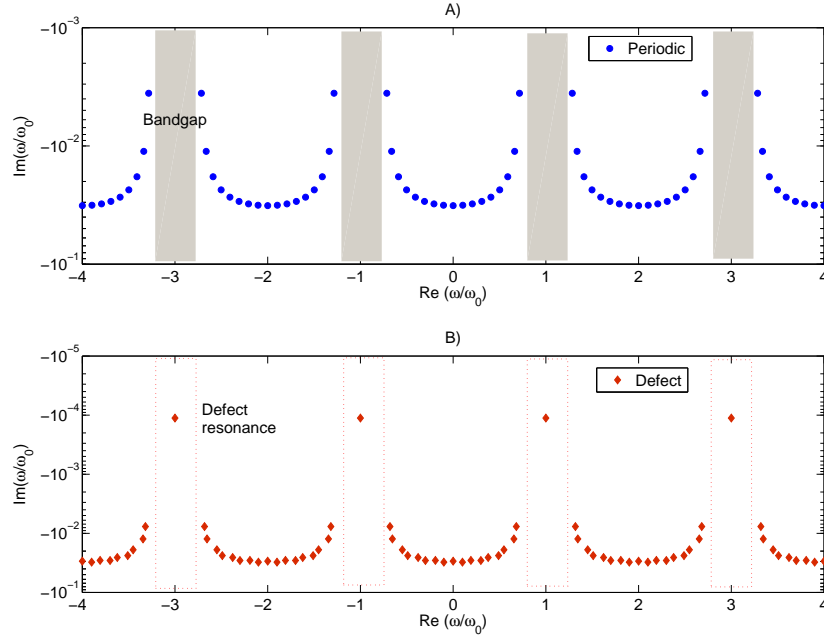 A)
−10⁻³
−10⁻²
−10⁻¹
Im(ω/ω₀)
Periodic
Bandgap
−4 −3 −2 −1 0 1 2 3 4
Re (ω/ω₀)
B)
−10⁻⁵
−10⁻⁴
−10⁻³
−10⁻²
−10⁻¹
Im(ω/ω₀)
Defect
Defect
resonance
−4 −3 −2 −1 0 1 2 3 4
Re (ω/ω₀)